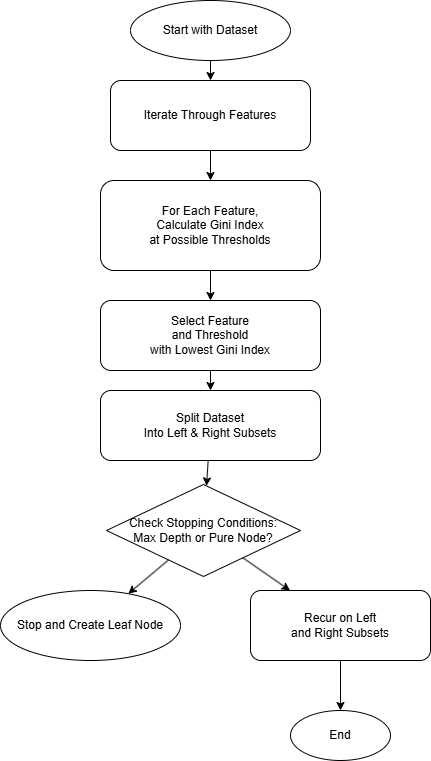 Start with Dataset
Iterate Through Features
For Each Feature,
Calculate Gini Index
at Possible Thresholds
Select Feature
and Threshold
with Lowest Gini Index
Split Dataset
Into Left & Right Subsets
Check Stopping Conditions:
Max Depth or Pure Node?
Stop and Create Leaf Node
Recur on Left
and Right Subsets
End